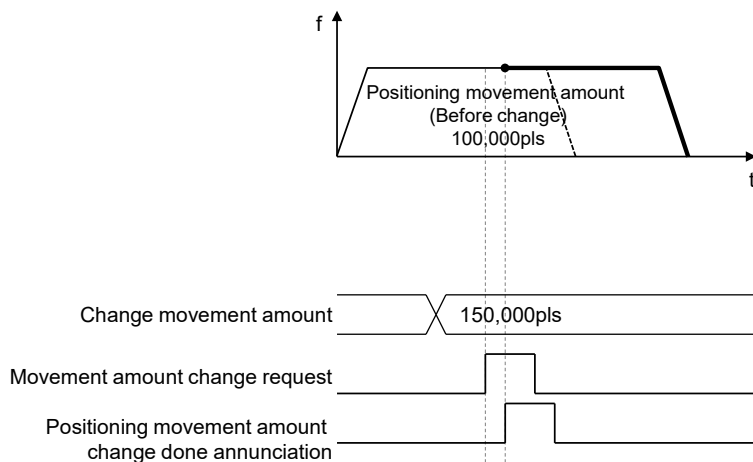 f
Positioning movement amount
(Before change)
100,000pls
t
Change movement amount
150,000pls
Movement amount change request
Positioning movement amount
change done annunciation